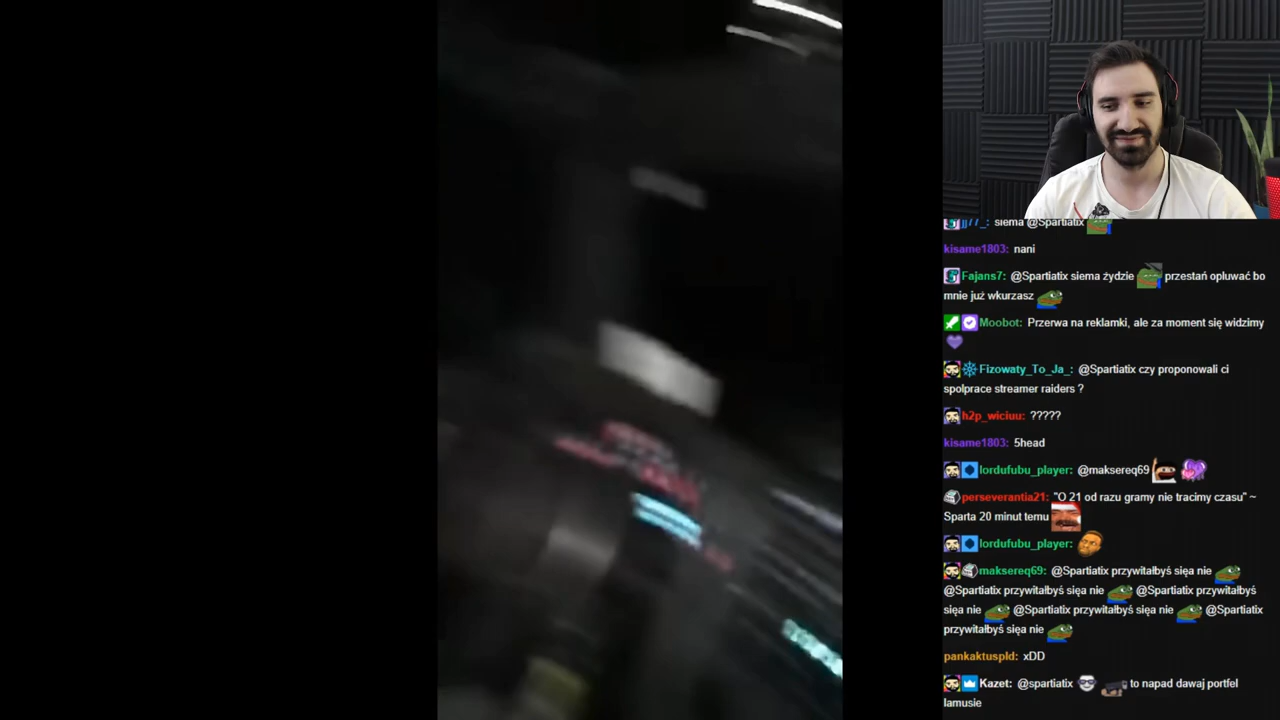 jj77_: siema @Spartiatix
kisame1803: nani
Fajans7: @Spartiatix siema żydzie przestań opluwać bo
mnie już wkurzasz
Moobot: Przerwa na reklamki, ale za moment się widzimy
Fizowaty_To_Ja_: @Spartiatix czy proponowali ci
spolprace streamer raiders ?
h2p_wiciuu: ?????
kisame1803: 5head
lordufubu_player: @maksereq69
perseverantia21: "O 21 od razu gramy nie tracimy czasu" ~
Sparta 20 minut temu
lordufubu_player:
maksereq69: @Spartiatix przywitałbyś sięa nie
@Spartiatix przywitałbyś sięa nie @Spartiatix przywitałbyś
sięa nie @Spartiatix przywitałbyś sięa nie @Spartiatix
przywitałbyś sięa nie
pankaktuspld: xDD
Kazet: @spartiatix to napad dawaj portfel
lamusie